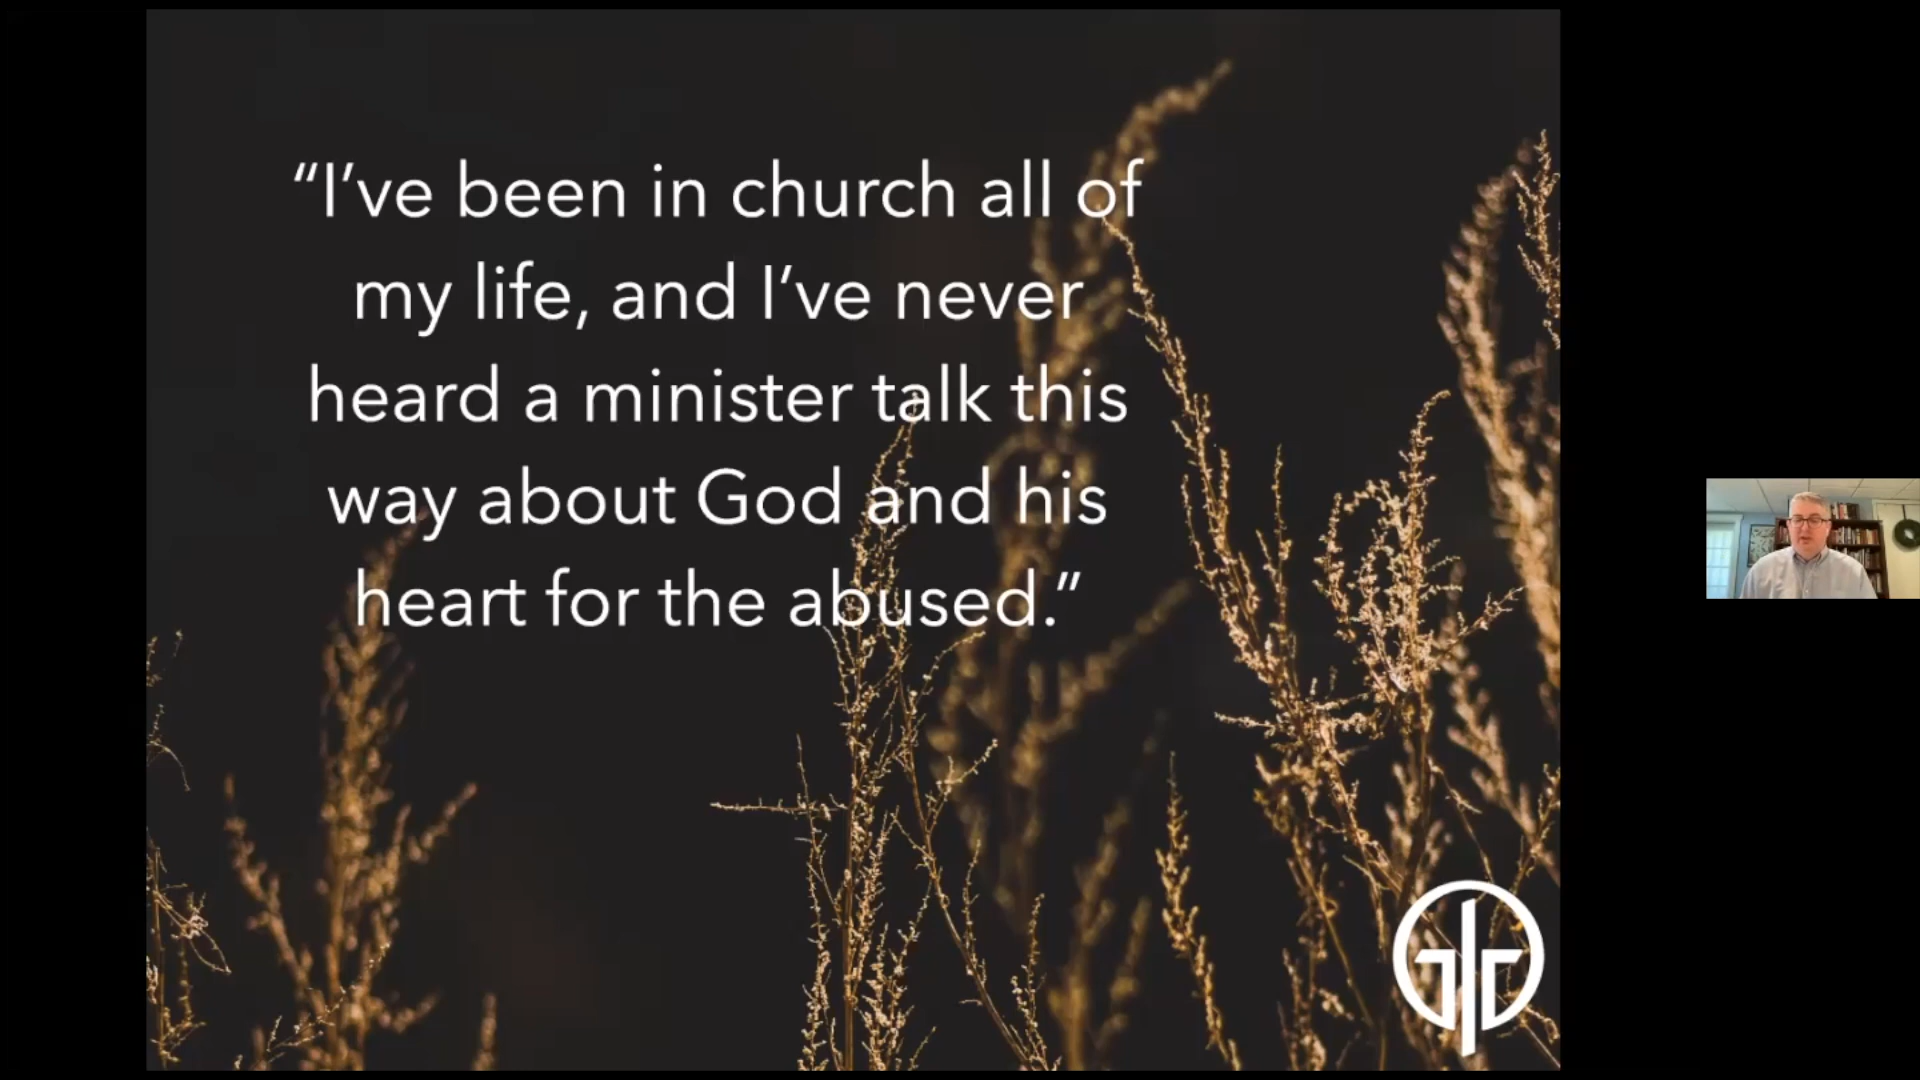 “I’ve been in church all of
my life, and I’ve never
heard a minister talk this
way about God and his
heart for the abused.”